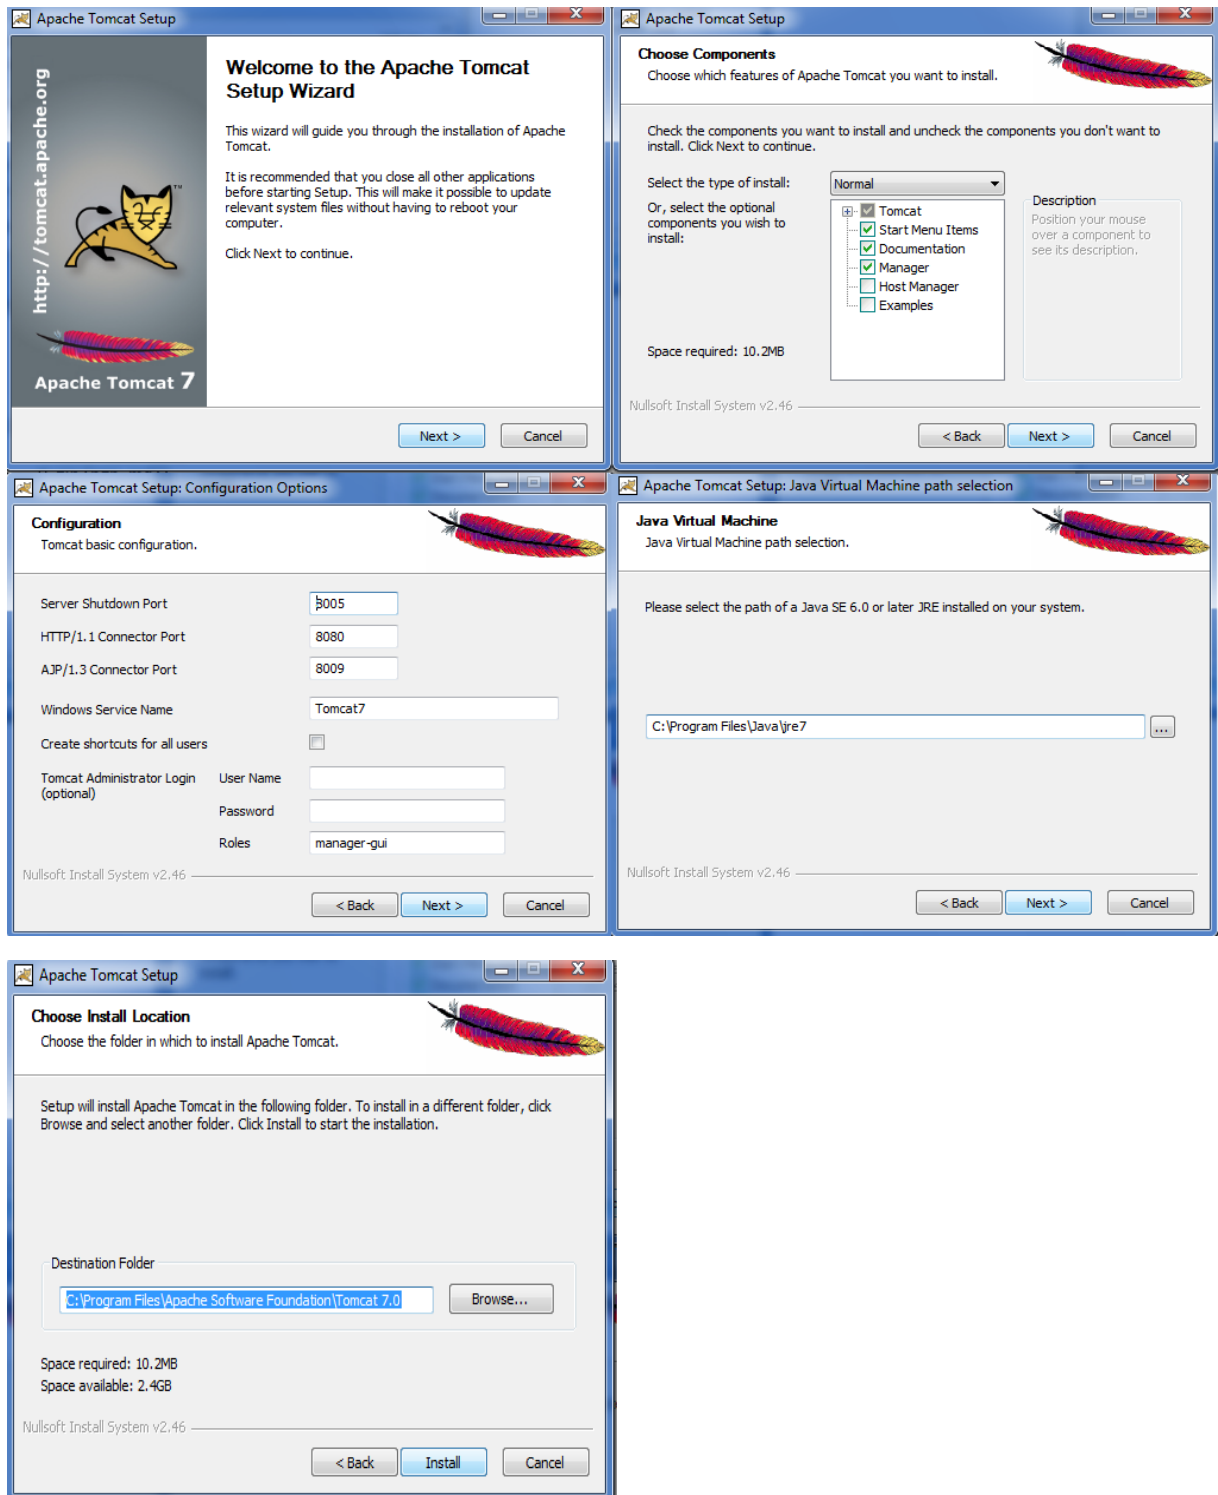 Apache Tomcat Setup
http://tomcat.apache.org
Apache Tomcat 7
TM
Welcome to the Apache Tomcat
Setup Wizard
This wizard will guide you through the installation of Apache
Tomcat.
It is recommended that you close all other applications
before starting Setup. This will make it possible to update
relevant system files without having to reboot your
computer.
Click Next to continue.
Next >
Cancel
Apache Tomcat Setup
Choose Components
Choose which features of Apache Tomcat you want to install.
Check the components you want to install and uncheck the components you don't want to
install. Click Next to continue.
Select the type of install:
Normal
Or, select the optional
components you wish to
install:
Tomcat
Start Menu Items
Documentation
Manager
Host Manager
Examples
Description
Position your mouse
over a component to
see its description.
Space required: 10.2MB
Nullsoft Install System v2.46
< Back
Next >
Cancel
Apache Tomcat Setup: Configuration Options
Configuration
Tomcat basic configuration.
Server Shutdown Port
8005
HTTP/1.1 Connector Port
8080
AJP/1.3 Connector Port
8009
Windows Service Name
Tomcat7
Create shortcuts for all users
Tomcat Administrator Login
(optional)
User Name
Password
Roles
manager-gui
Nullsoft Install System v2.46
< Back
Next >
Cancel
Apache Tomcat Setup: Java Virtual Machine path selection
Java Virtual Machine
Java Virtual Machine path selection.
Please select the path of a Java SE 6.0 or later JRE installed on your system.
C:\Program Files\Java\jre7
...
Nullsoft Install System v2.46
< Back
Next >
Cancel
Apache Tomcat Setup
Choose Install Location
Choose the folder in which to install Apache Tomcat.
Setup will install Apache Tomcat in the following folder. To install in a different folder, click
Browse and select another folder. Click Install to start the installation.
Destination Folder
C:\Program Files\Apache Software Foundation\Tomcat 7.0
Browse...
Space required: 10.2MB
Space available: 2.4GB
Nullsoft Install System v2.46
< Back
Install
Cancel